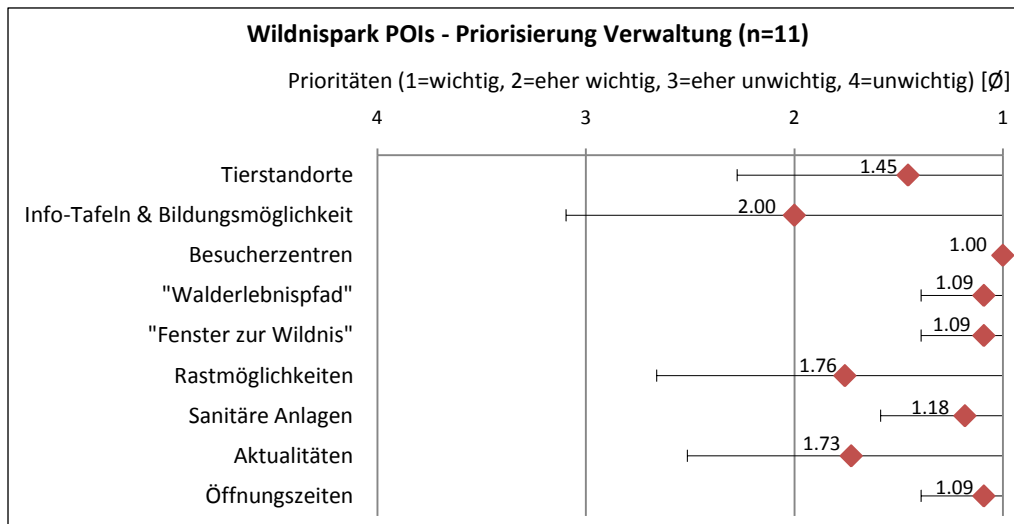 Wildnispark POIs - Priorisierung Verwaltung (n=11)
Prioritäten (1=wichtig, 2=eher wichtig, 3=eher unwichtig, 4=unwichtig) [Ø]
4 3 2 1
Tierstandorte 1.45
Info-Tafeln & Bildungsmöglichkeit 2.00
Besucherzentren 1.00
"Walderlebnispfad" 1.09
"Fenster zur Wildnis" 1.09
Rastmöglichkeiten 1.76
Sanitäre Anlagen 1.18
Aktualitäten 1.73
Öffnungszeiten 1.09